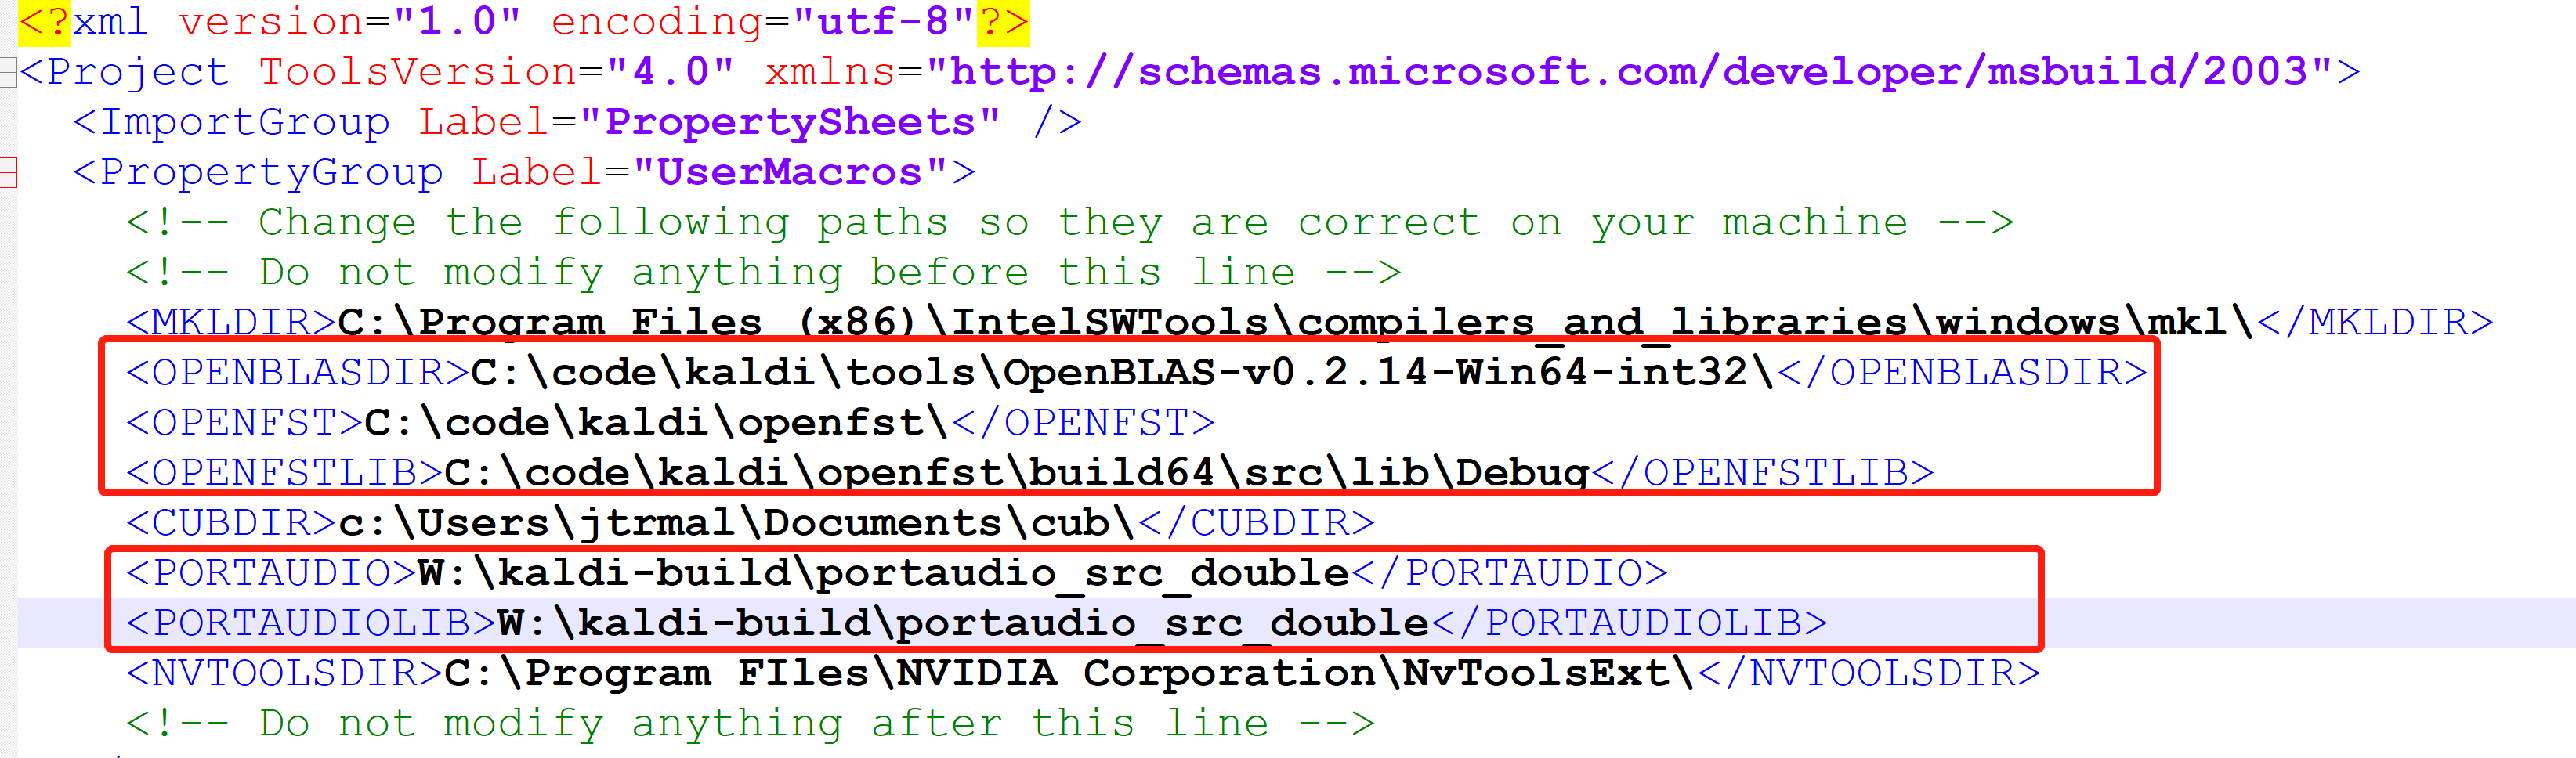 <?xml version="1.0" encoding="utf-8"?>
<Project ToolsVersion="4.0" xmlns="http://schemas.microsoft.com/developer/msbuild/2003">
<ImportGroup Label="PropertySheets" />
<PropertyGroup Label="UserMacros">
<!-- Change the following paths so they are correct on your machine -->
<!-- Do not modify anything before this line -->
<MKLDIR>C:\Program Files (x86)\IntelSWTools\compilers_and_libraries\windows\mkl\</MKLDIR>
<OPENBLASDIR>C:\code\kaldi\tools\OpenBLAS-v0.2.14-Win64-int32\</OPENBLASDIR>
<OPENFST>C:\code\kaldi\openfst\</OPENFST>
<OPENFSTLIB>C:\code\kaldi\openfst\build64\src\lib\Debug</OPENFSTLIB>
<CUBDIR>c:\Users\jtrmal\Documents\cub\</CUBDIR>
<PORTAUDIO>W:\kaldi-build\portaudio_src_double</PORTAUDIO>
<PORTAUDIOLIB>W:\kaldi-build\portaudio_src_double</PORTAUDIOLIB>
<NVTOOLSDIR>C:\Program FIles\NVIDIA Corporation\NvToolsExt\</NVTOOLSDIR>
<!-- Do not modify anything after this line -->